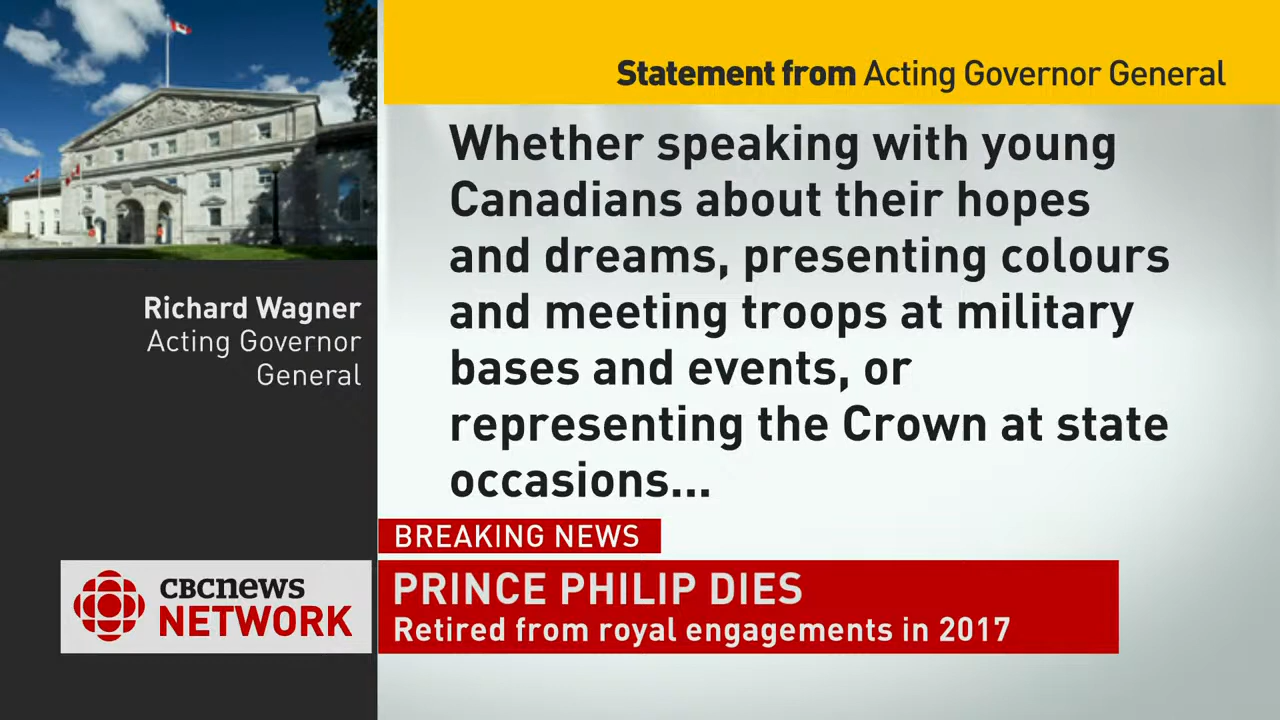 Statement from Acting Governor General
Whether speaking with young
Canadians about their hopes
and dreams, presenting colours
and meeting troops at military
bases and events, or
representing the Crown at state
occasions...
Richard Wagner
Acting Governor
General
BREAKING NEWS
PRINCE PHILIP DIES
Retired from royal engagements in 2017
cbcnews
NETWORK